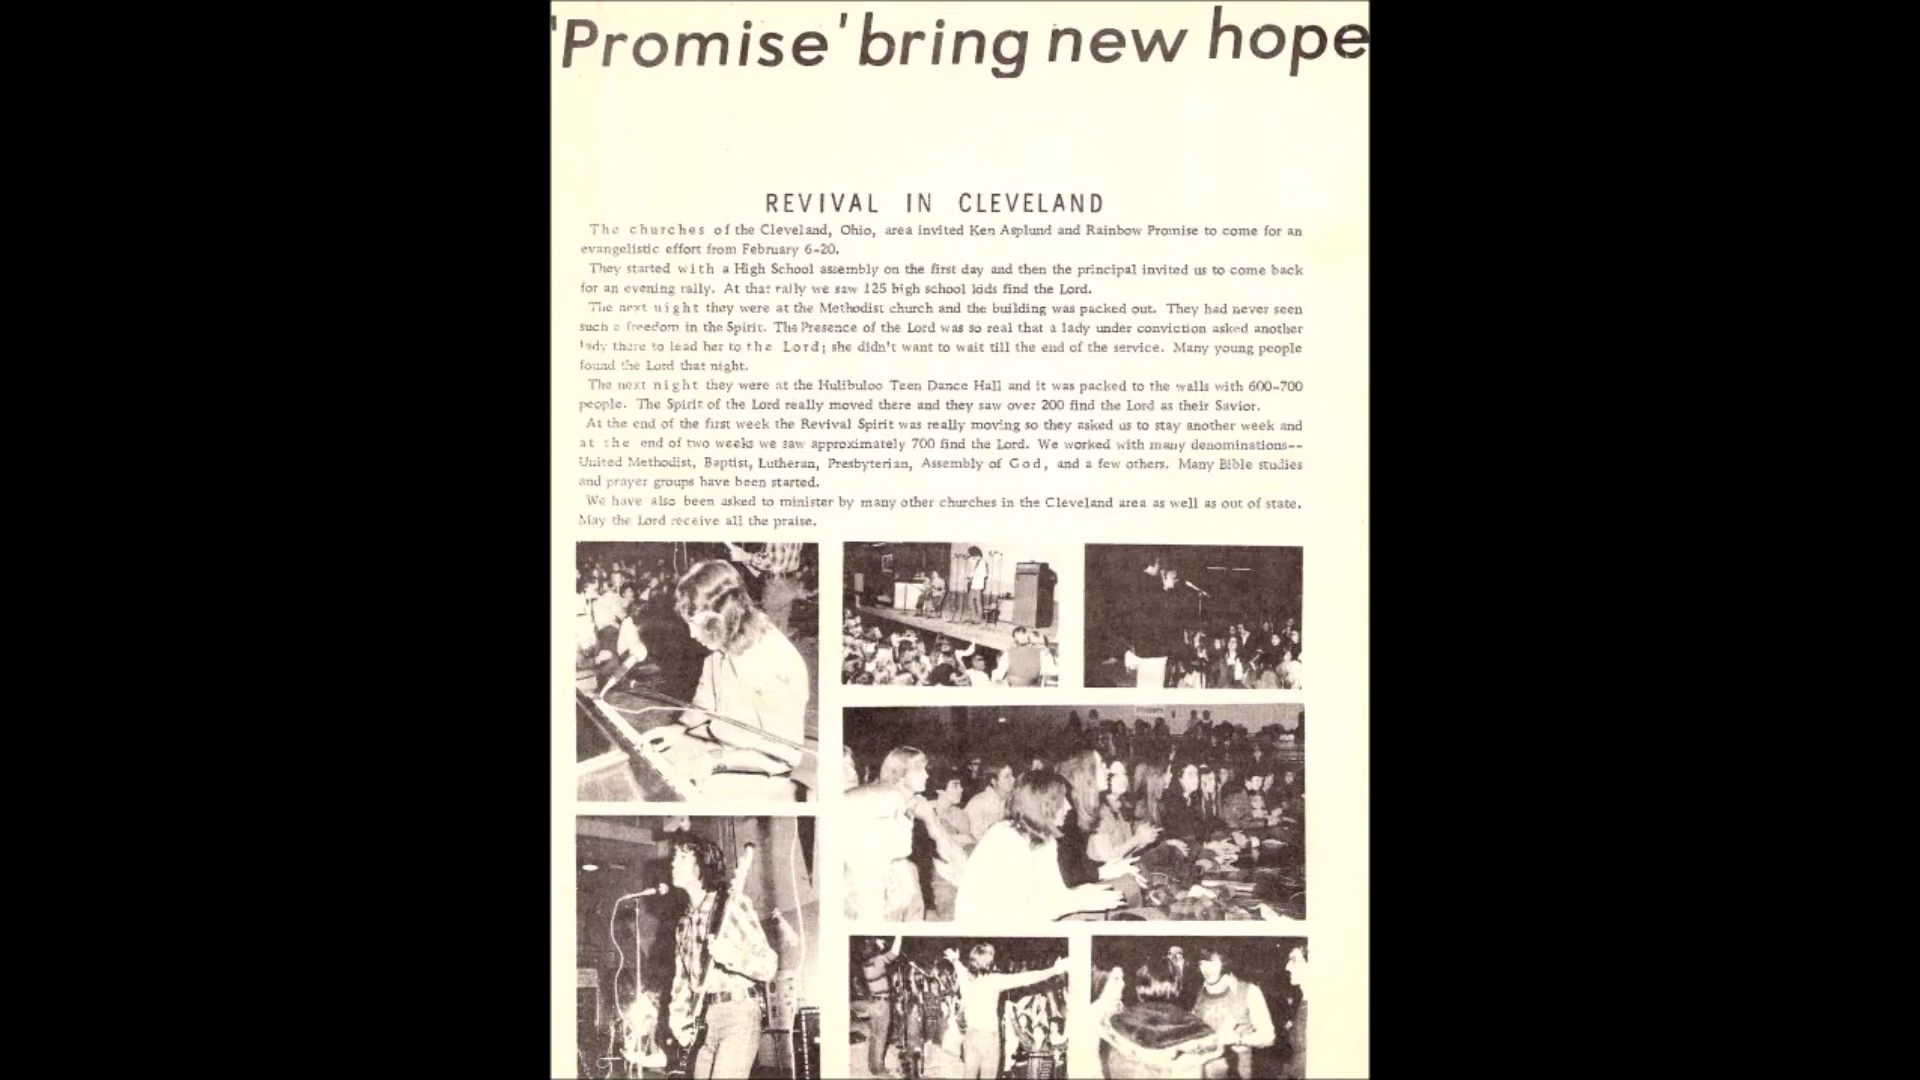 'Promise' bring new hope
REVIVAL IN CLEVELAND
The churches of the Cleveland, Ohio, area invited Ken Asplund and Rainbow Promise to come for an
evangelistic effort from February 6-20.
They started with a High School assembly on the first day and then the principal invited us to come back
for an evening rally. At that rally we saw 125 high school kids find the Lord.
The next night they were at the Methodist church and the building was packed out. They had never seen
such a freedom in the Spirit. The Presence of the Lord was so real that a lady under conviction asked another
lady there to lead her to the Lord; she didn't want to wait till the end of the service. Many young people
found the Lord that night.
The next night they were at the Hulibuloo Teen Dance Hall and it was packed to the walls with 600-700
people. The Spirit of the Lord really moved there and they saw over 200 find the Lord as their Savior.
At the end of the first week the Revival Spirit was really moving so they asked us to stay another week and
at the end of two weeks we saw approximately 700 find the Lord. We worked with many denominations--
United Methodist, Baptist, Lutheran, Presbyterian, Assembly of God, and a few others. Many Bible studies
and prayer groups have been started.
We have also been asked to minister by many other churches in the Cleveland area as well as out of state.
May the Lord receive all the praise.